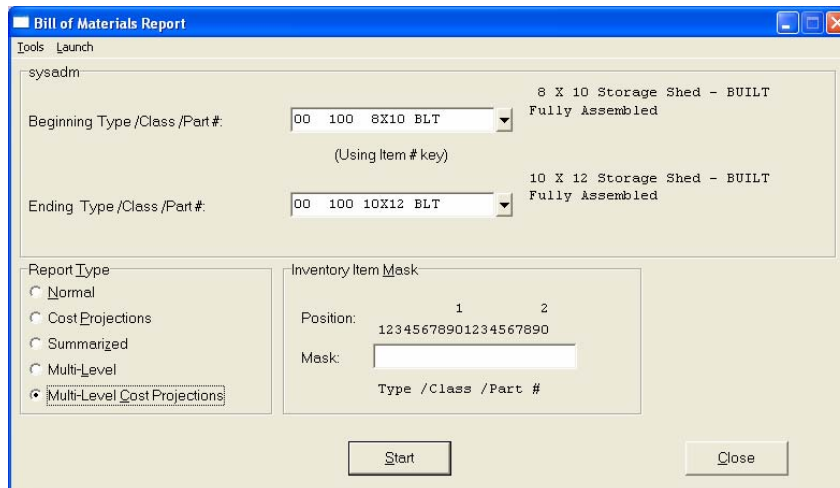 Bill of Materials Report
Tools Launch
sysadm
8 X 10 Storage Shed - BUILT
Fully Assembled
Beginning Type /Class /Part #:
00 100 8X10 BLT
(Using Item # key)
10 X 12 Storage Shed - BUILT
Fully Assembled
Ending Type /Class /Part #:
00 100 10X12 BLT
Report Type
Normal
Cost Projections
Summarized
Multi-Level
Multi-Level Cost Projections
Inventory Item Mask
1 2
Position:
12345678901234567890
Mask:
Type /Class /Part #
Start
Close